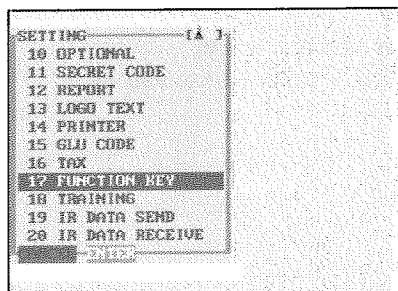 SETTING [A ]
10 OPTIONAL
11 SECRET CODE
12 REPORT
13 LOGO TEXT
14 PRINTER
15 GLU CODE
16 TAX
17 FUNCTION KEY
18 TRAINING
19 IR DATA SEND
20 IR DATA RECEIVE